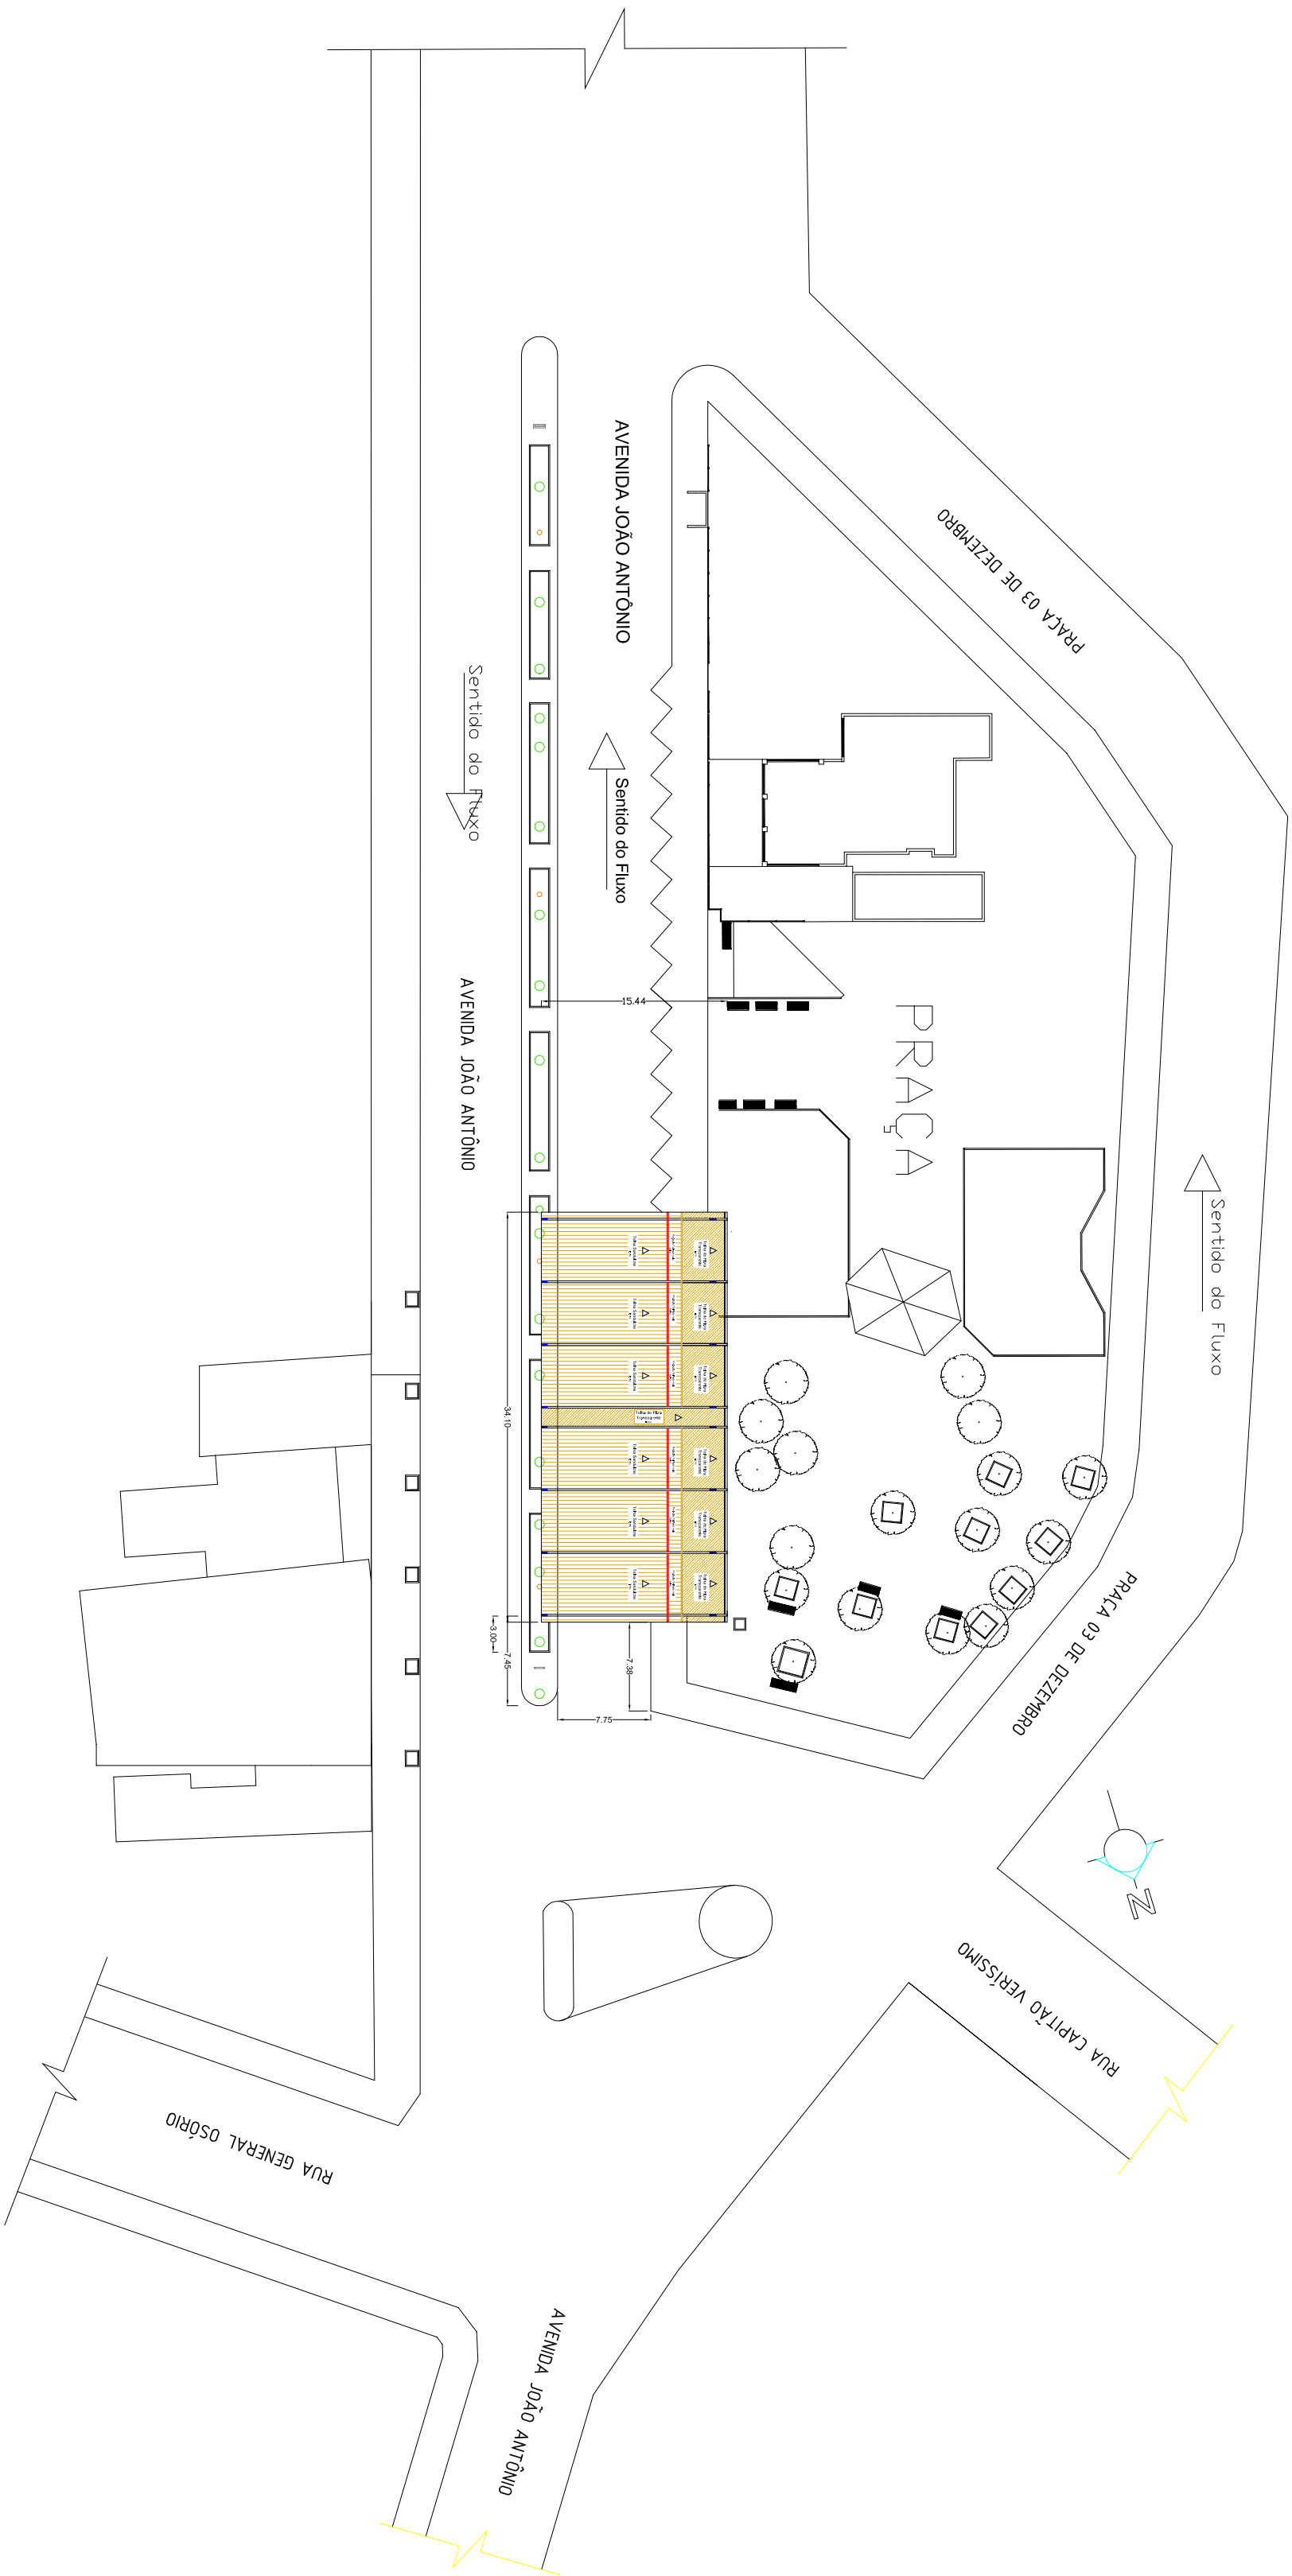 AVENIDA JOÃO ANTÔNIO
PRAÇA 03 DE DEZEMBRO
Sentido do Fluxo
Sentido do Fluxo
AVENIDA JOÃO ANTÔNIO
15.44
PRAÇA
Sentido do Fluxo
34.10
3.00
7.45
7.38
7.75
PRAÇA 03 DE DEZEMBRO
N
RUA CAPITÃO VERÍSSIMO
RUA GENERAL OSÓRIO
AVENIDA JOÃO ANTÔNIO